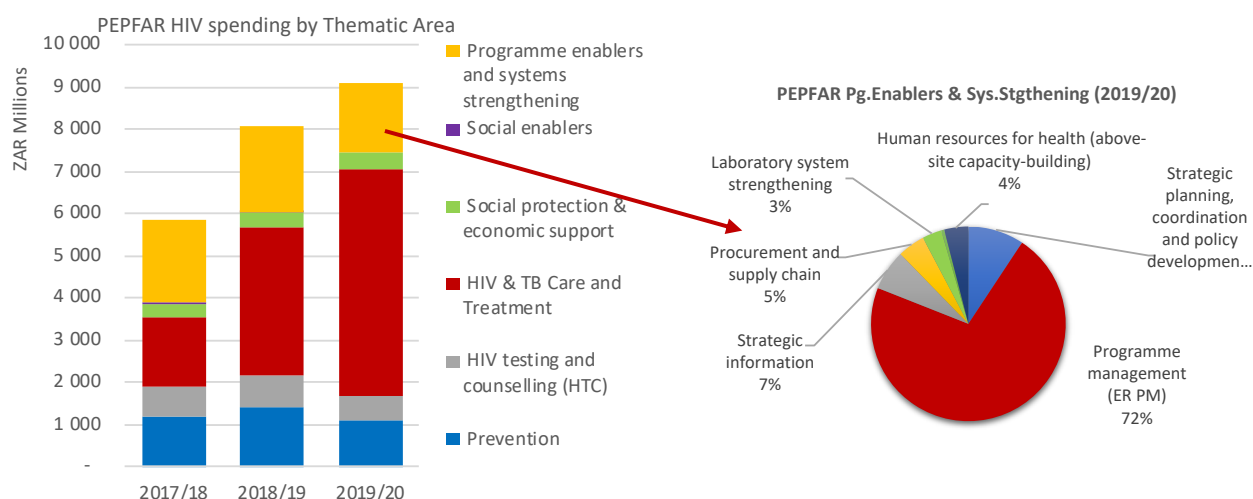 PEPFAR HIV spending by Thematic Area
ZAR Millions
10 000
9 000
8 000
7 000
6 000
5 000
4 000
3 000
2 000
1 000
-
2017/18
2018/19
2019/20
Programme enablers
and systems
strengthening
Social enablers
Social protection &
economic support
HIV & TB Care and
Treatment
HIV testing and
counselling (HTC)
Prevention
PEPFAR Pg.Enablers & Sys.Stgthening (2019/20)
Human resources for health (above-
site capacity-building)
4%
Laboratory system
strengthening
3%
Procurement and
supply chain
5%
Strategic
information
7%
Strategic
planning,
coordination
and policy
developmen...
Programme
management
(ER PM)
72%